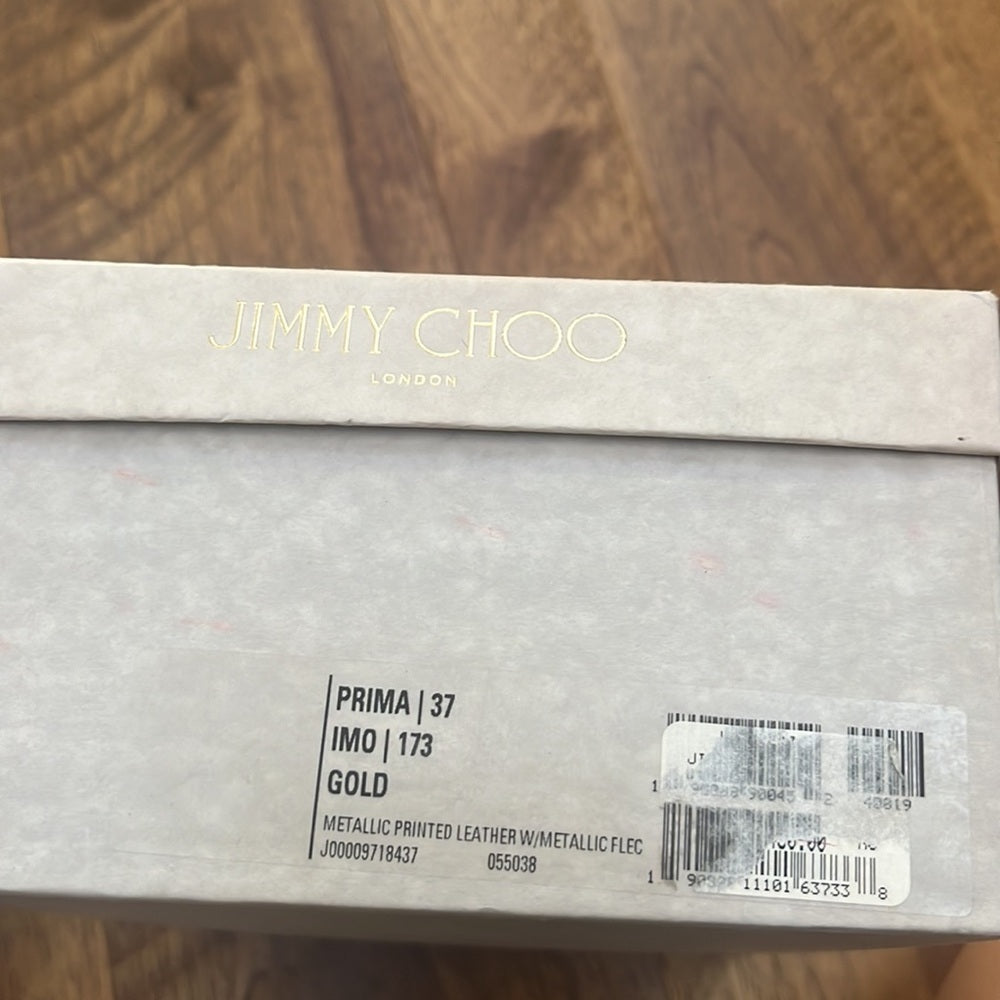 JIMMY CHOO
LONDON
PRIMA | 37
IMO | 173
GOLD
METALLIC PRINTED LEATHER W/METALLIC FLEC
J00009718437 055038
40819
11101 63733 8